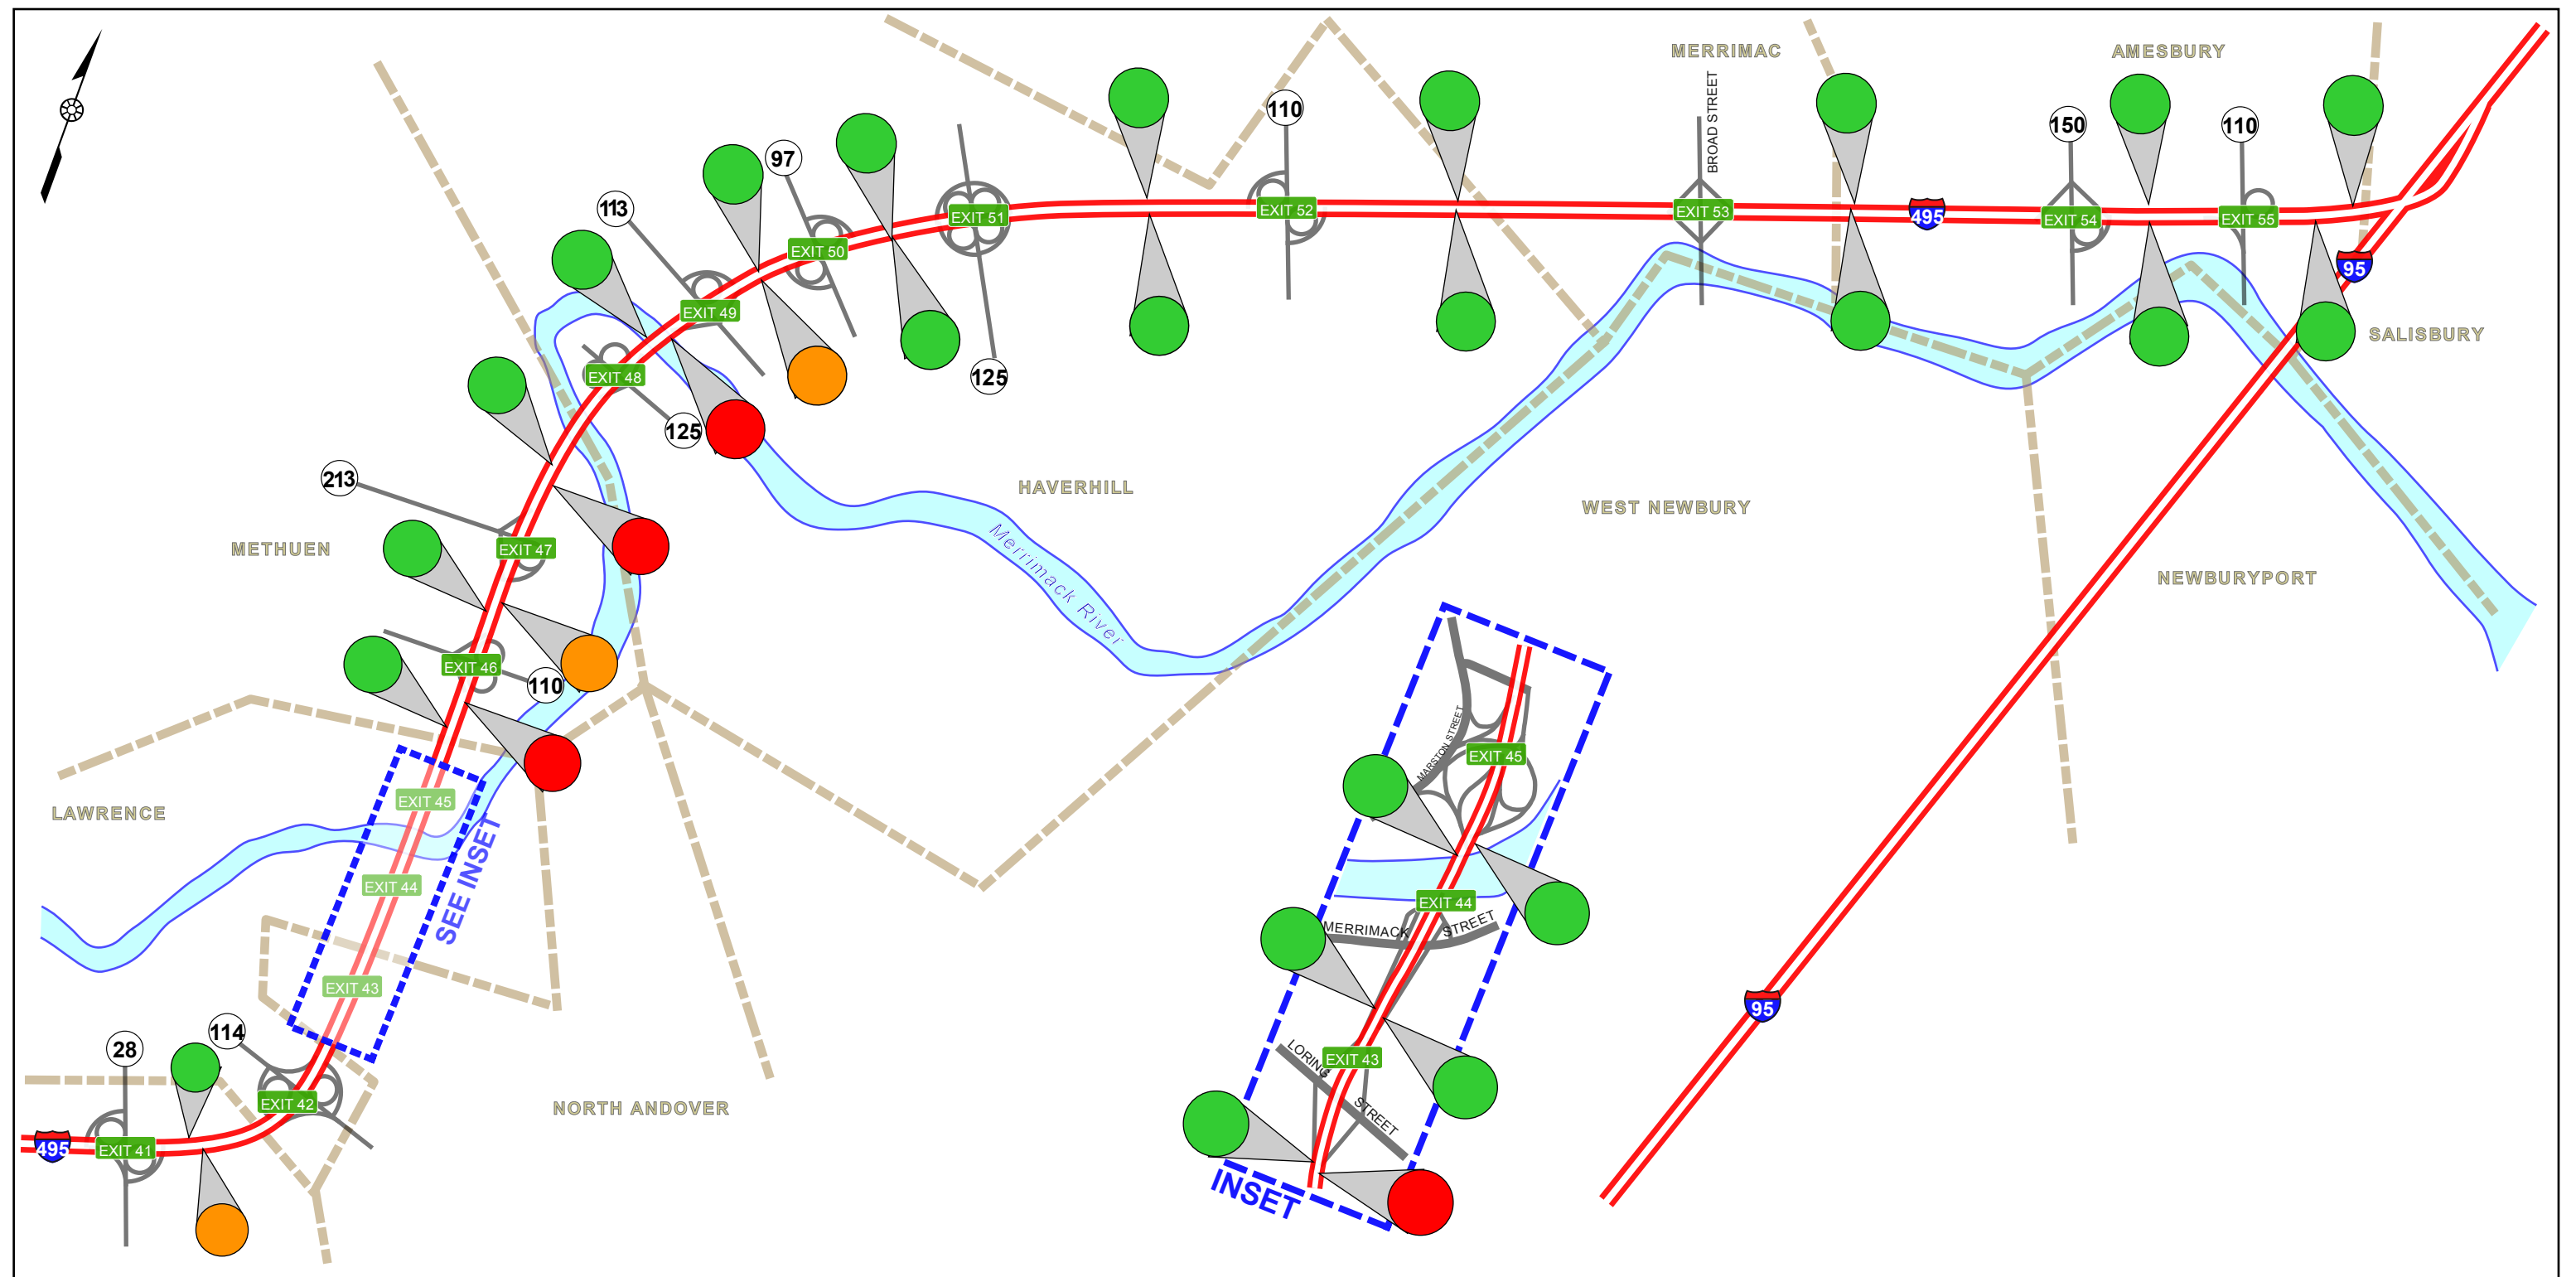 MERRIMAC
AMESBURY
BROAD STREET
110
150
110
97
113
EXIT 51
EXIT 52
EXIT 53
495
EXIT 54
EXIT 55
EXIT 50
95
EXIT 49
SALISBURY
EXIT 48
125
125
213
HAVERHILL
WEST NEWBURY
METHUEN
EXIT 47
Merrimack River
NEWBURYPORT
EXIT 46
110
MARSTON STREET
EXIT 45
LAWRENCE
EXIT 45
SEE INSET
EXIT 44
EXIT 44
MERRIMACK STREET
EXIT 43
95
114
28
LORING STREET
EXIT 43
EXIT 42
NORTH ANDOVER
495
EXIT 41
INSET